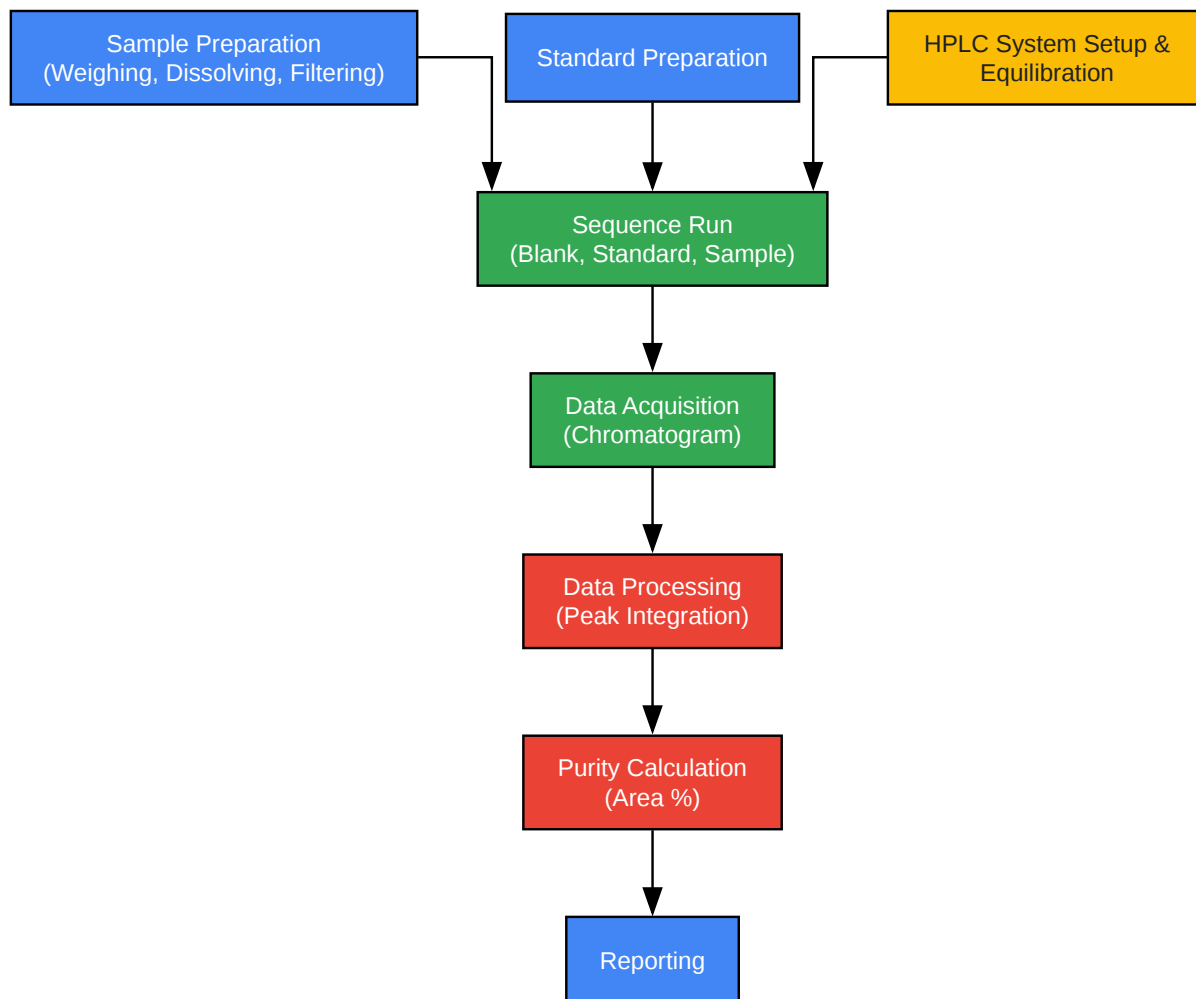 Sample Preparation
(Weighing, Dissolving, Filtering)
Standard Preparation
HPLC System Setup &
Equilibration
Sequence Run
(Blank, Standard, Sample)
Data Acquisition
(Chromatogram)
Data Processing
(Peak Integration)
Purity Calculation
(Area %)
Reporting